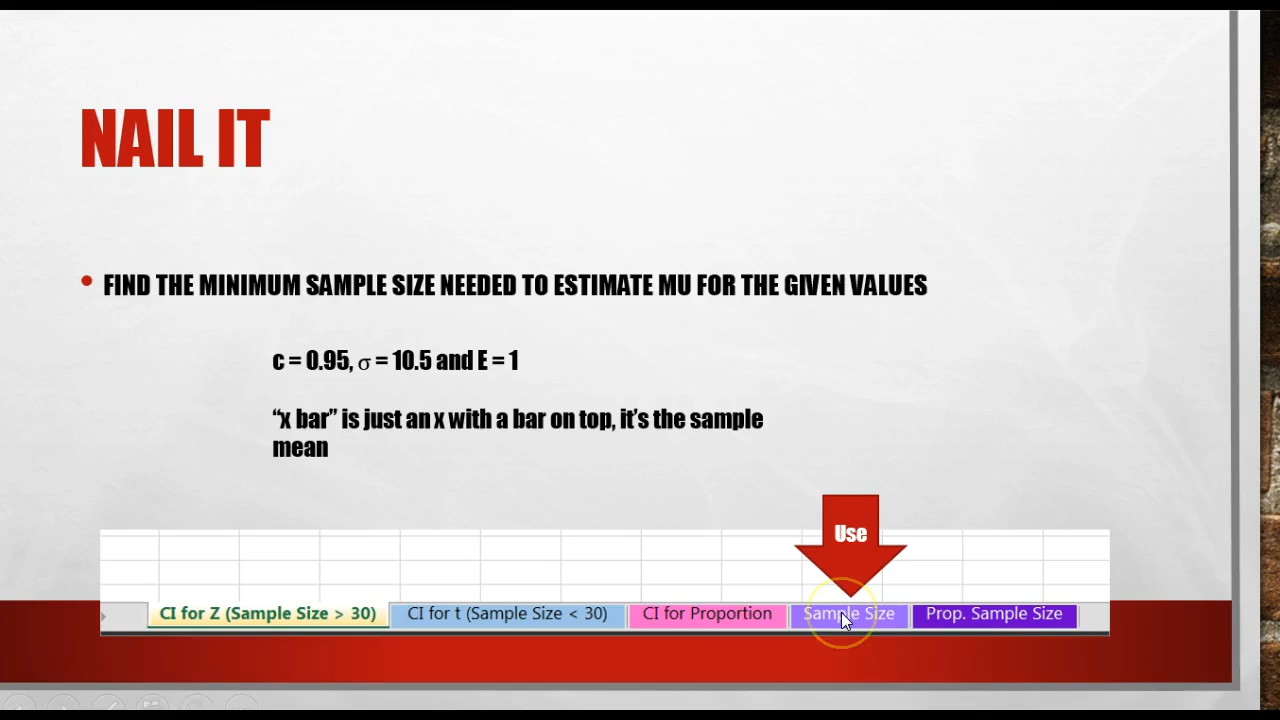 NAIL IT
• FIND THE MINIMUM SAMPLE SIZE NEEDED TO ESTIMATE MU FOR THE GIVEN VALUES
c = 0.95, σ = 10.5 and E = 1
“x bar” is just an x with a bar on top, it’s the sample
mean
Use
CI for Z (Sample Size > 30) CI for t (Sample Size < 30) CI for Proportion Sample Size Prop. Sample Size